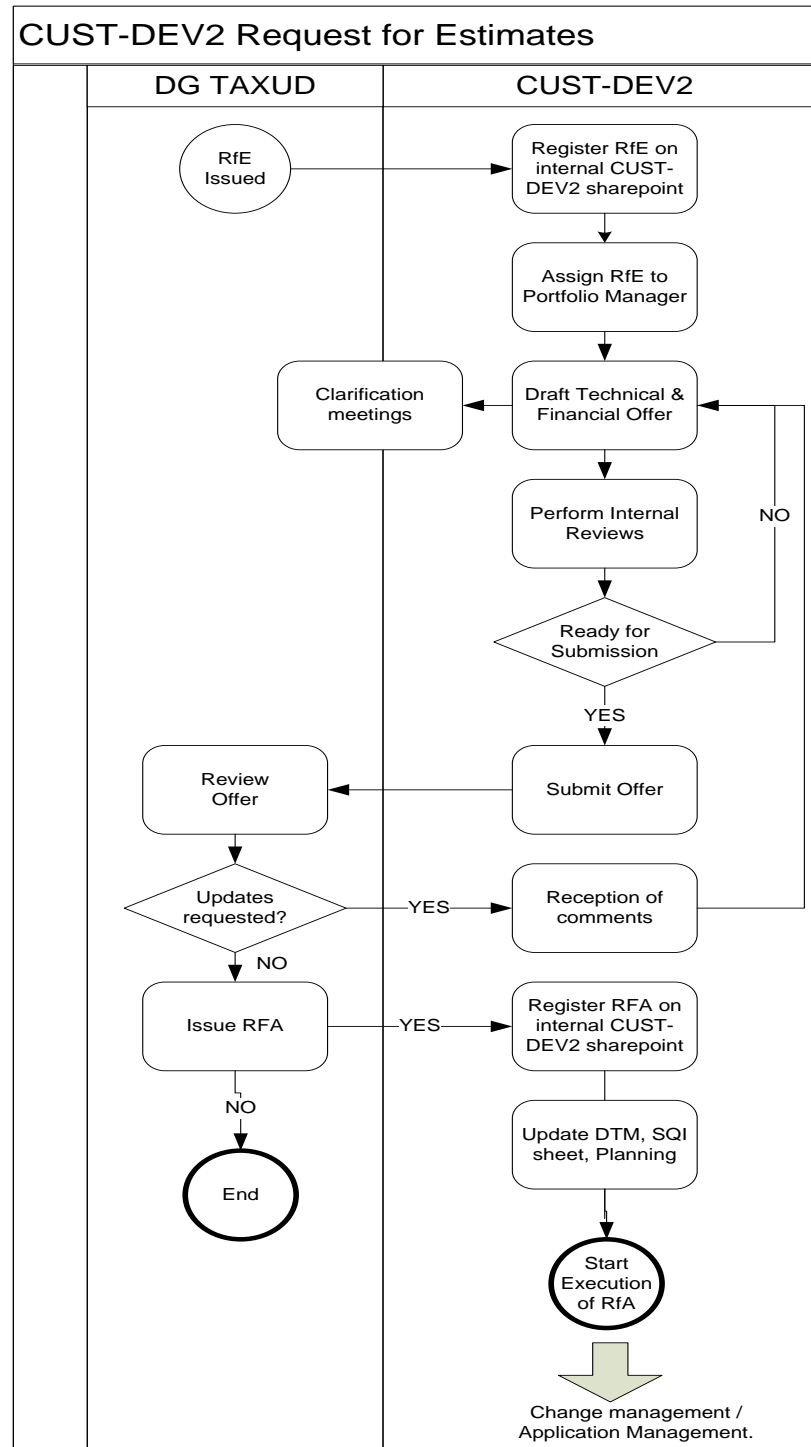 CUST-DEV2 Request for Estimates
DG TAXUD
CUST-DEV2
RfE
Issued
Register RfE on
internal CUST-
DEV2 sharepoint
Assign RfE to
Portfolio Manager
Clarification
meetings
Draft Technical &
Financial Offer
Perform Internal
Reviews
NO
Ready for
Submission
YES
Review
Offer
Submit Offer
Updates
requested?
YES
Reception of
comments
NO
Issue RFA
YES
Register RFA on
internal CUST-
DEV2 sharepoint
NO
Update DTM, SQI
sheet, Planning
End
Start
Execution
of RfA
Change management /
Application Management.